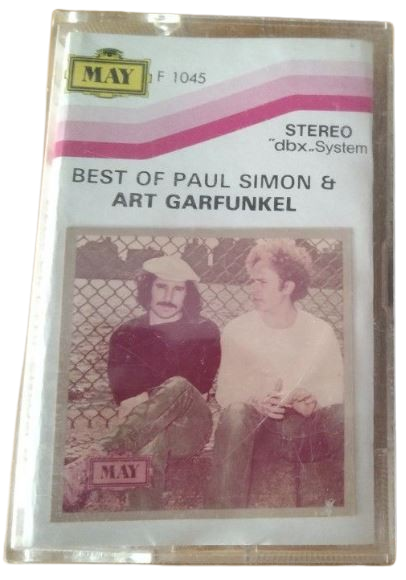 MAY F 1045
STEREO
"dbx„System
BEST OF PAUL SIMON &
ART GARFUNKEL
MAY